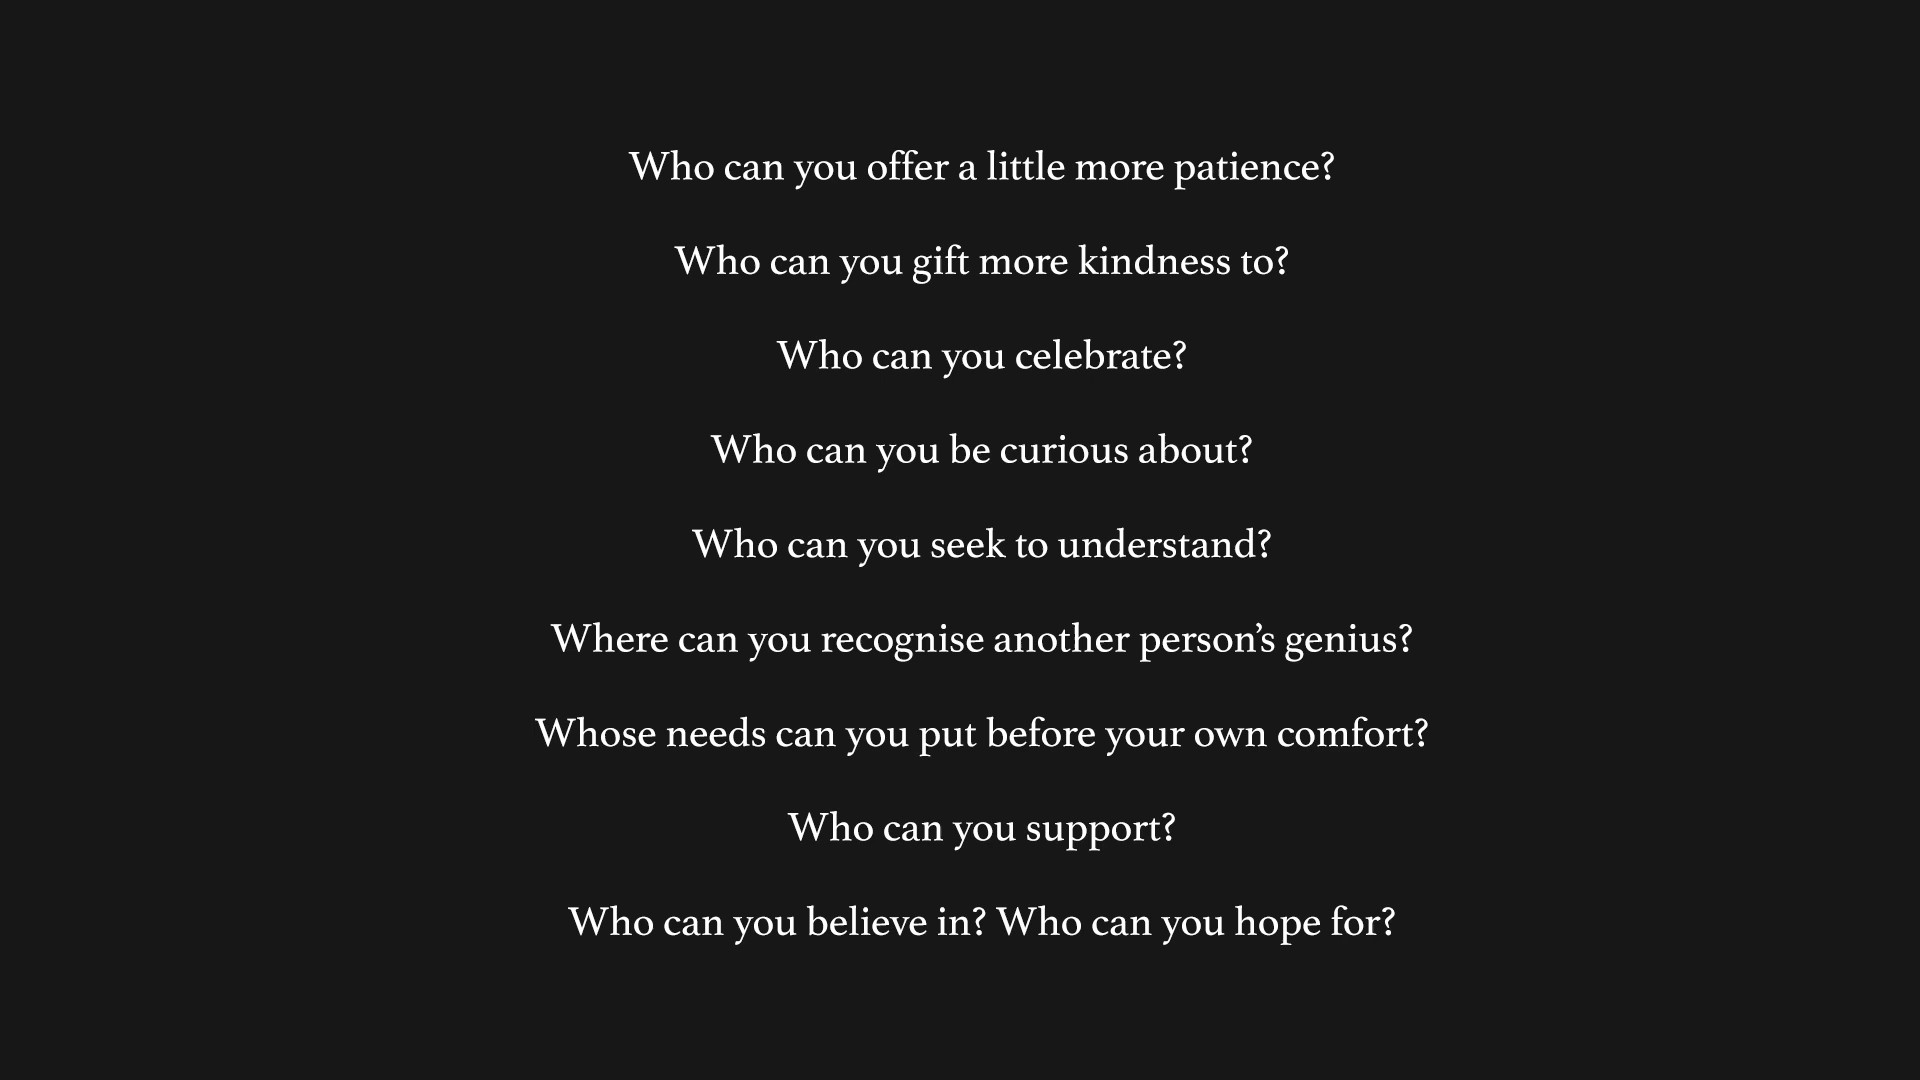 Who can you offer a little more patience?
Who can you gift more kindness to?
Who can you celebrate?
Who can you be curious about?
Who can you seek to understand?
Where can you recognise another person’s genius?
Whose needs can you put before your own comfort?
Who can you support?
Who can you believe in? Who can you hope for?